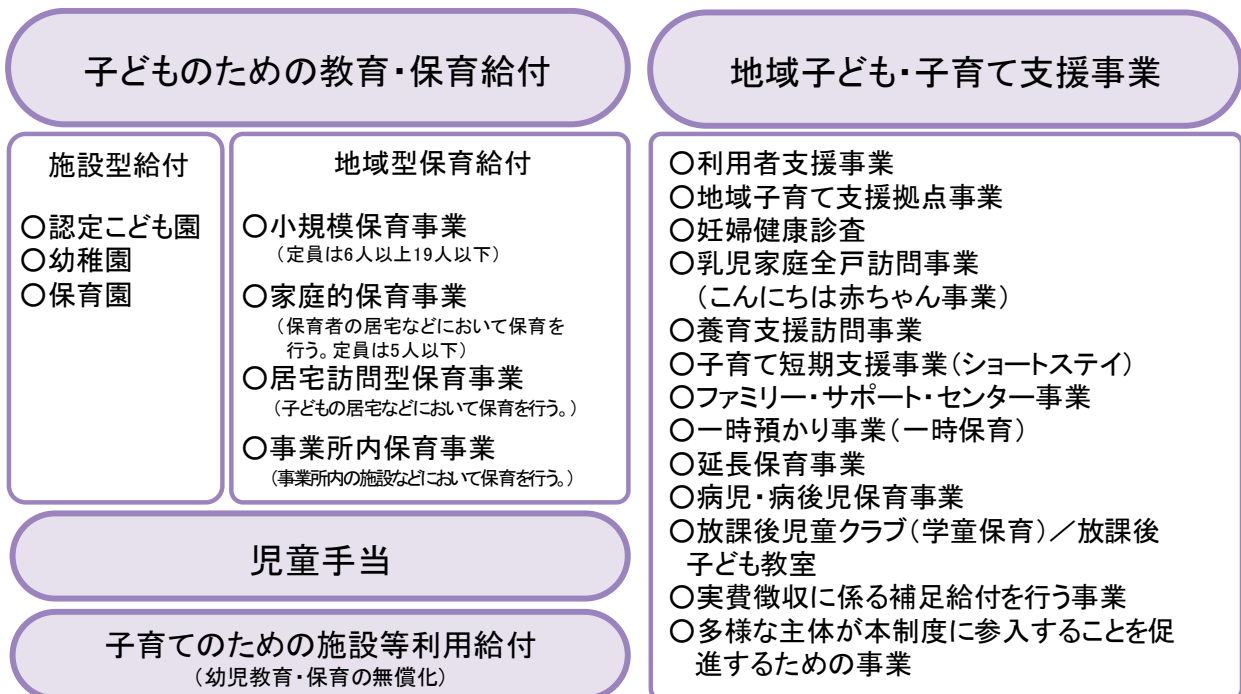 子どものための教育・保育給付
施設型給付
○認定こども園
○幼稚園
○保育園
地域型保育給付
○小規模保育事業
（定員は6人以上19人以下）
○家庭的保育事業
（保育者の居宅などにおいて保育を
行う。定員は5人以下）
○居宅訪問型保育事業
（子どもの居宅などにおいて保育を行う。）
○事業所内保育事業
（事業所内の施設などにおいて保育を行う。）
児童手当
子育てのための施設等利用給付
（幼児教育・保育の無償化）
地域子ども・子育て支援事業
○利用者支援事業
○地域子育て支援拠点事業
○妊婦健康診査
○乳児家庭全戸訪問事業
（こんにちは赤ちゃん事業）
○養育支援訪問事業
○子育て短期支援事業（ショートステイ）
○ファミリー・サポート・センター事業
○一時預かり事業（一時保育）
○延長保育事業
○病児・病後児保育事業
○放課後児童クラブ（学童保育）／放課後
子ども教室
○実費徴収に係る補足給付を行う事業
○多様な主体が本制度に参入することを促
進するための事業